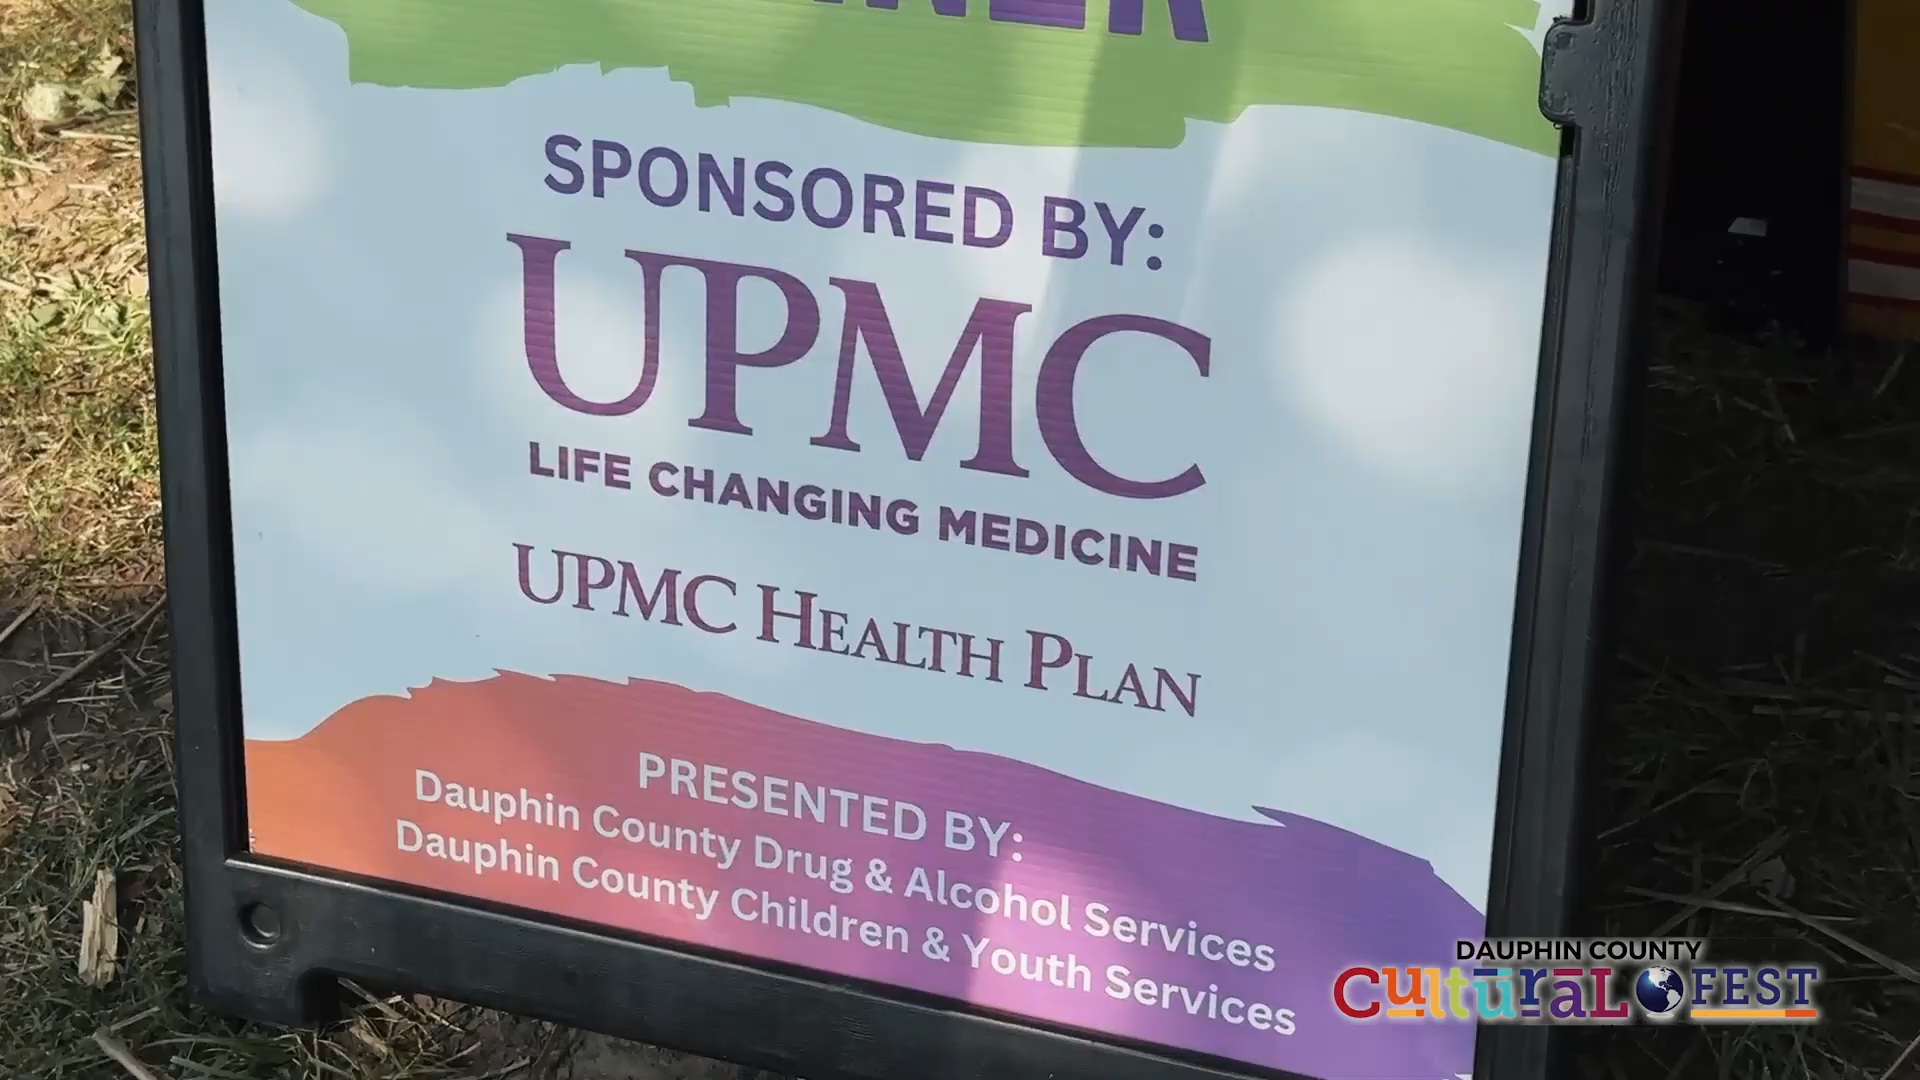 SPONSORED BY:
UPMC
LIFE CHANGING MEDICINE
UPMC HEALTH PLAN
PRESENTED BY:
Dauphin County Drug & Alcohol Services
Dauphin County Children & Youth Services
DAUPHIN COUNTY
CulturaL FEST